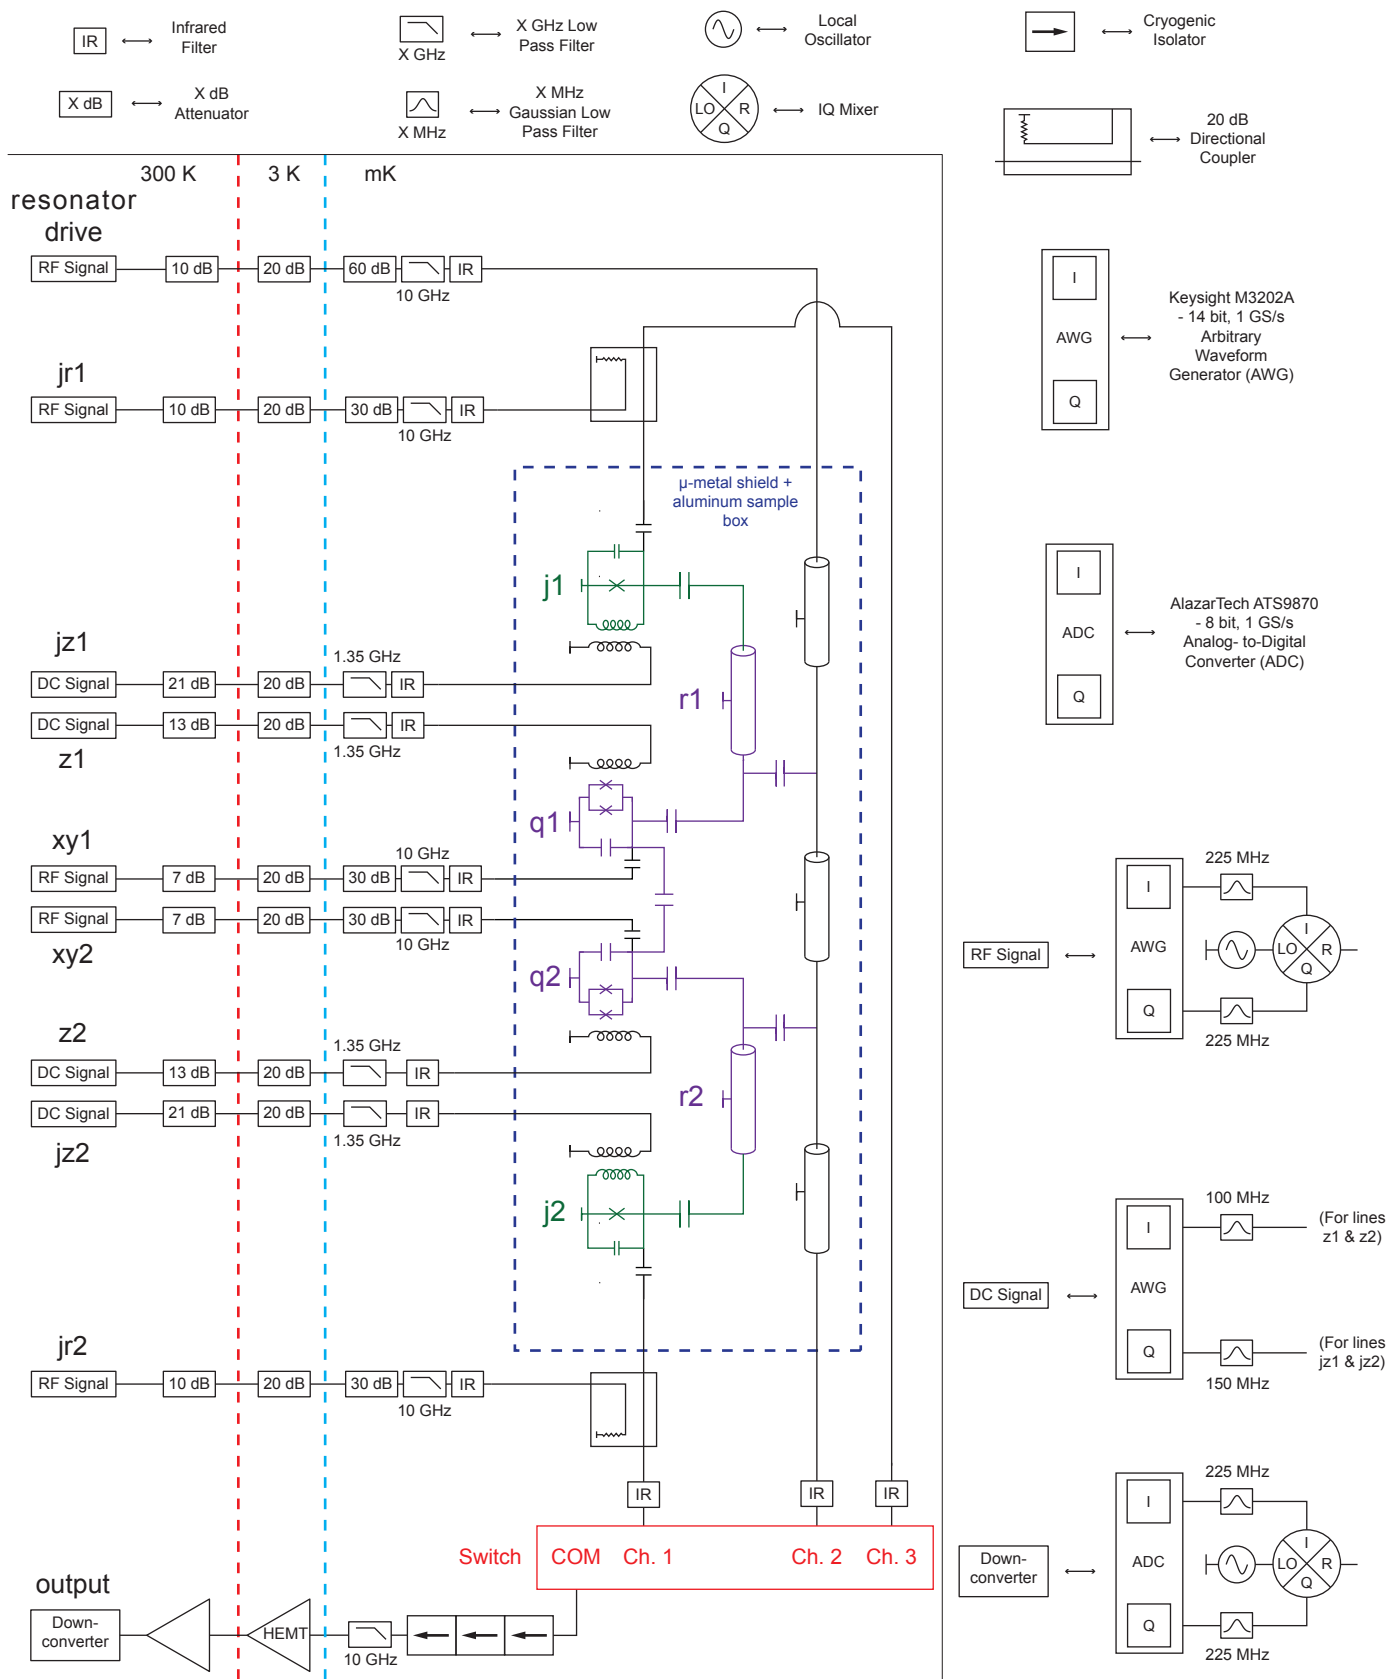 IR
Infrared
Filter
X GHz
X GHz Low
Pass Filter
Local
Oscillator
Cryogenic
Isolator
X dB
X dB
Attenuator
X MHz
X MHz
Gaussian Low
Pass Filter
I
LO
R
Q
IQ Mixer
20 dB
Directional
Coupler
300 K
3 K
mK
resonator
drive
RF Signal
10 dB
20 dB
60 dB
IR
10 GHz
jr1
RF Signal
10 dB
20 dB
30 dB
IR
10 GHz
μ-metal shield +
aluminum sample
box
j1
jz1
1.35 GHz
DC Signal
21 dB
20 dB
IR
r1
DC Signal
13 dB
20 dB
IR
z1
1.35 GHz
q1
xy1
10 GHz
RF Signal
7 dB
20 dB
30 dB
IR
RF Signal
7 dB
20 dB
30 dB
IR
xy2
10 GHz
q2
z2
1.35 GHz
DC Signal
13 dB
20 dB
IR
r2
DC Signal
21 dB
20 dB
IR
jz2
1.35 GHz
j2
jr2
RF Signal
10 dB
20 dB
30 dB
IR
10 GHz
IR
IR
IR
Switch
COM
Ch. 1
Ch. 2
Ch. 3
output
Down-
converter
HEMT
10 GHz
I
AWG
Q
Keysight M3202A
- 14 bit, 1 GS/s
Arbitrary
Waveform
Generator (AWG)
I
ADC
Q
AlazarTech ATS9870
- 8 bit, 1 GS/s
Analog- to-Digital
Converter (ADC)
RF Signal
I
AWG
Q
225 MHz
I
LO
R
Q
225 MHz
DC Signal
I
AWG
Q
100 MHz
(For lines
z1 & z2)
(For lines
jz1 & jz2)
150 MHz
Down-
converter
I
ADC
Q
225 MHz
I
LO
R
Q
225 MHz